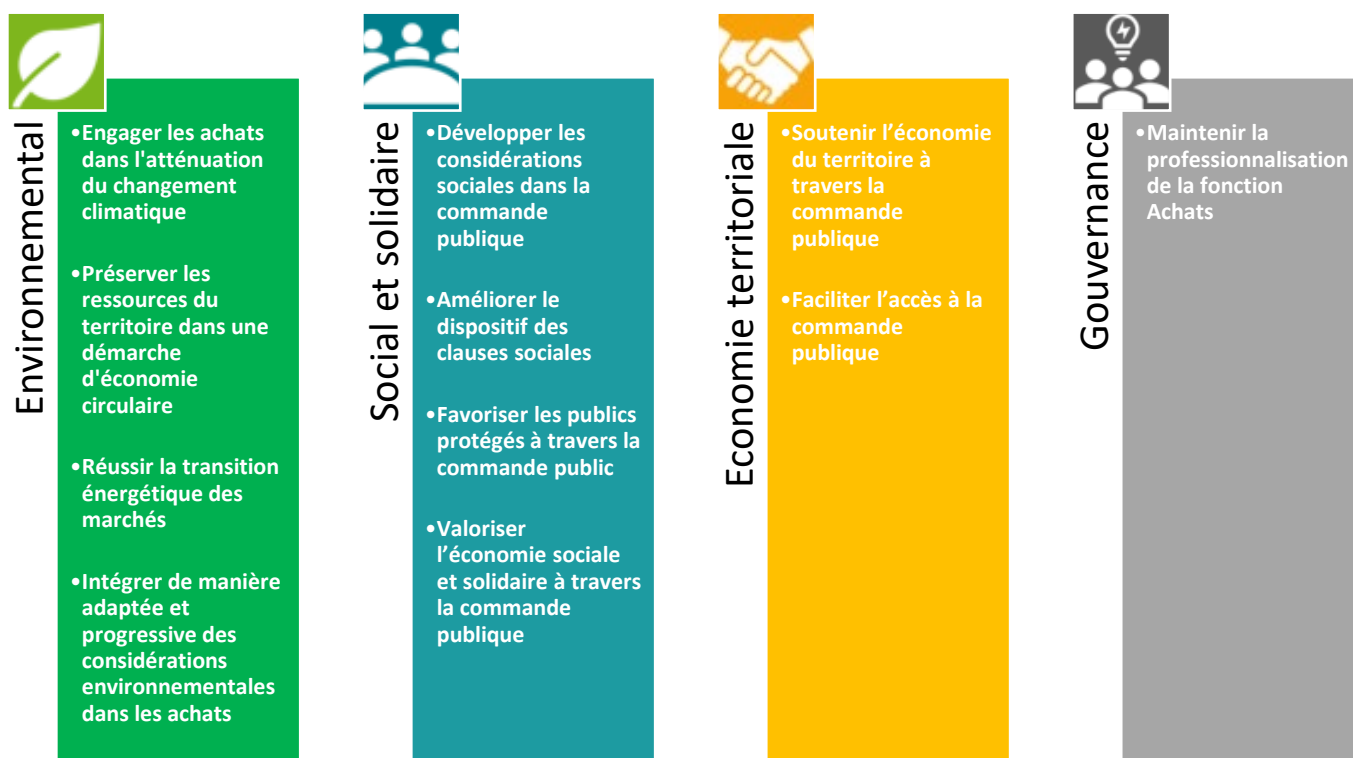 Environnemental
•Engager les achats
dans l'atténuation
du changement
climatique
•Préserver les
ressources du
territoire dans une
démarche
d'économie
circulaire
•Réussir la transition
énergétique des
marchés
•Intégrer de manière
adaptée et
progressive des
considérations
environnementales
dans les achats
Social et solidaire
•Développer les
considérations
sociales dans la
commande
publique
•Améliorer le
dispositif des
clauses sociales
•Favoriser les publics
protégés à travers la
commande public
•Valoriser
l’économie sociale
et solidaire à travers
la commande
publique
Economie territoriale
•Soutenir l’économie
du territoire à
travers la
commande
publique
•Faciliter l’accès à la
commande
publique
Gouvernance
•Maintenir la
professionnalisation
de la fonction
Achats